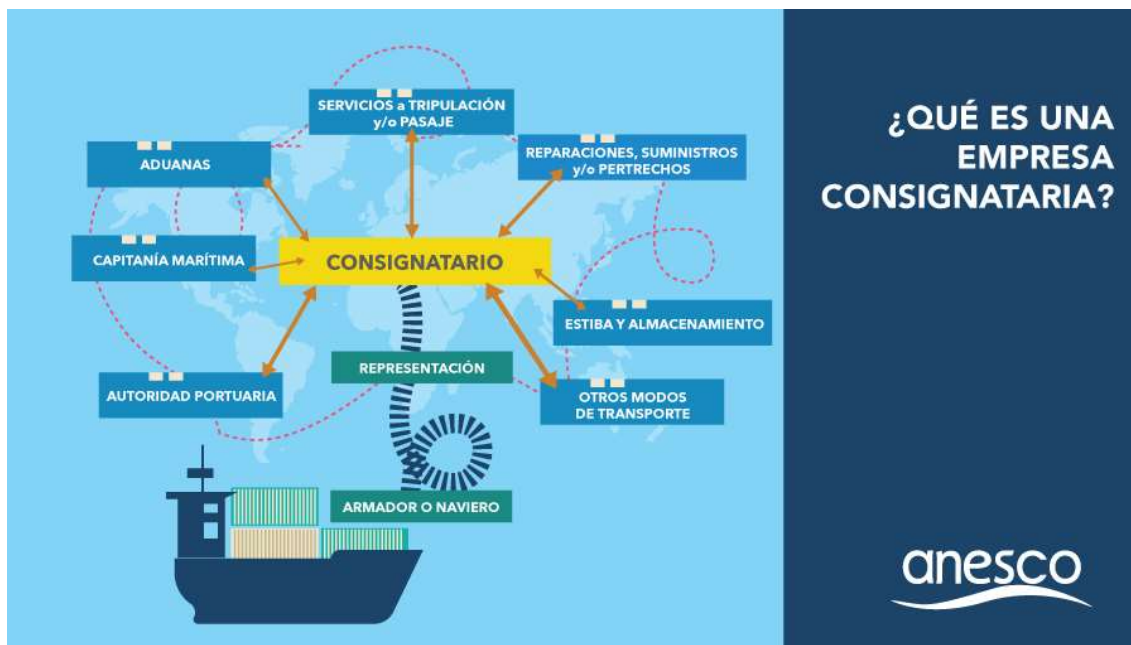 SERVICIOS a TRIPULACIÓN
y/o PASAJE
ADUANAS
REPARACIONES, SUMINISTROS
y/o PERTRECHOS
CAPITANÍA MARÍTIMA
CONSIGNATARIO
ESTIBA Y ALMACENAMIENTO
REPRESENTACIÓN
AUTORIDAD PORTUARIA
OTROS MODOS
DE TRANSPORTE
ARMADOR O NAVIERO
¿QUÉ ES UNA
EMPRESA
CONSIGNATARIA?
anesco